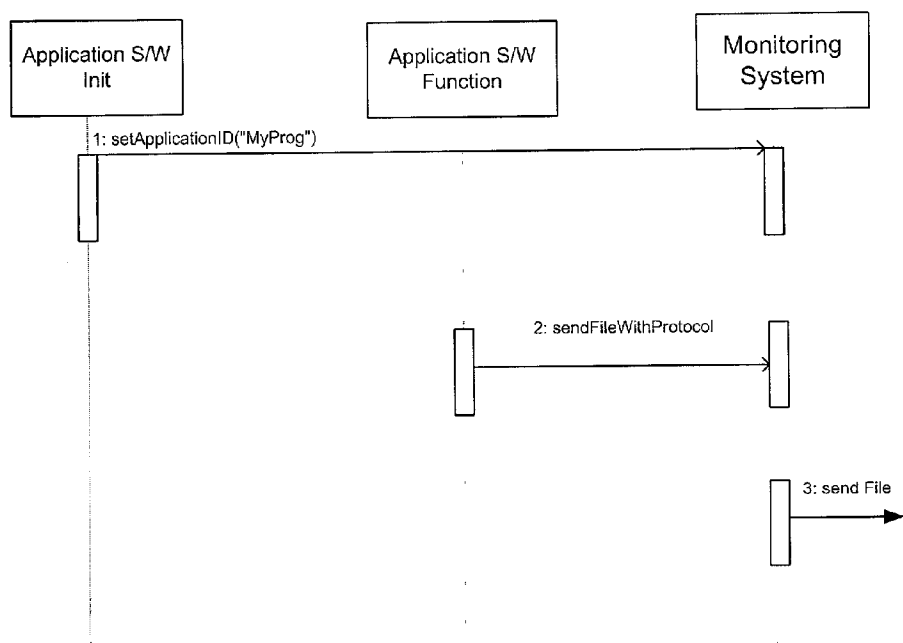 Application S/W
Init
Application S/W
Function
Monitoring
System
1: setApplicationID("MyProg")
2: sendFileWithProtocol
3: send File